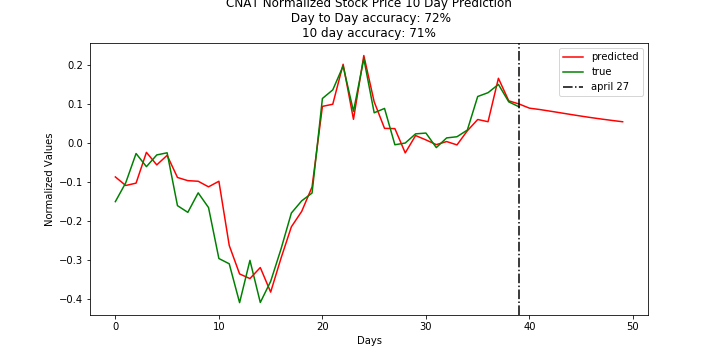 CNAT Normalized Stock Price 10 Day Prediction
Day to Day accuracy: 72%
10 day accuracy: 71%
predicted
true
april 27
Normalized Values
0.2
0.1
0.0
−0.1
−0.2
−0.3
−0.4
0 10 20 30 40 50
Days